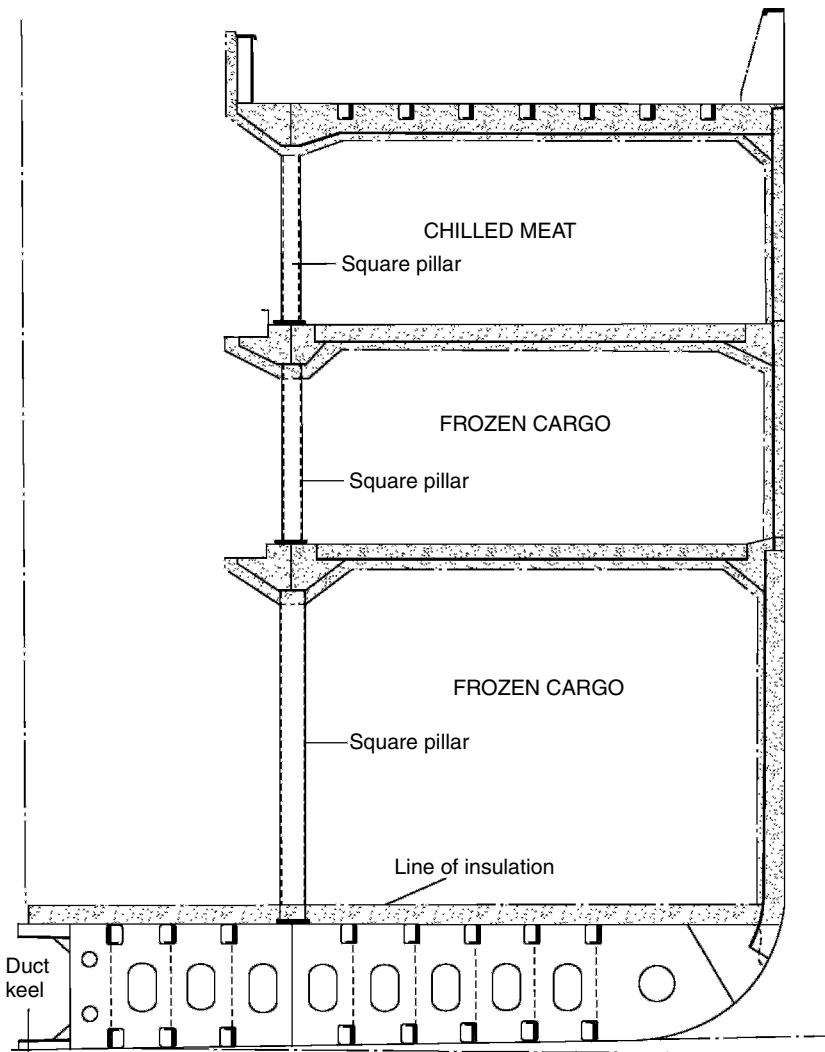 CHILLED MEAT
Square pillar
FROZEN CARGO
Square pillar
FROZEN CARGO
Square pillar
Line of insulation
Duct
keel